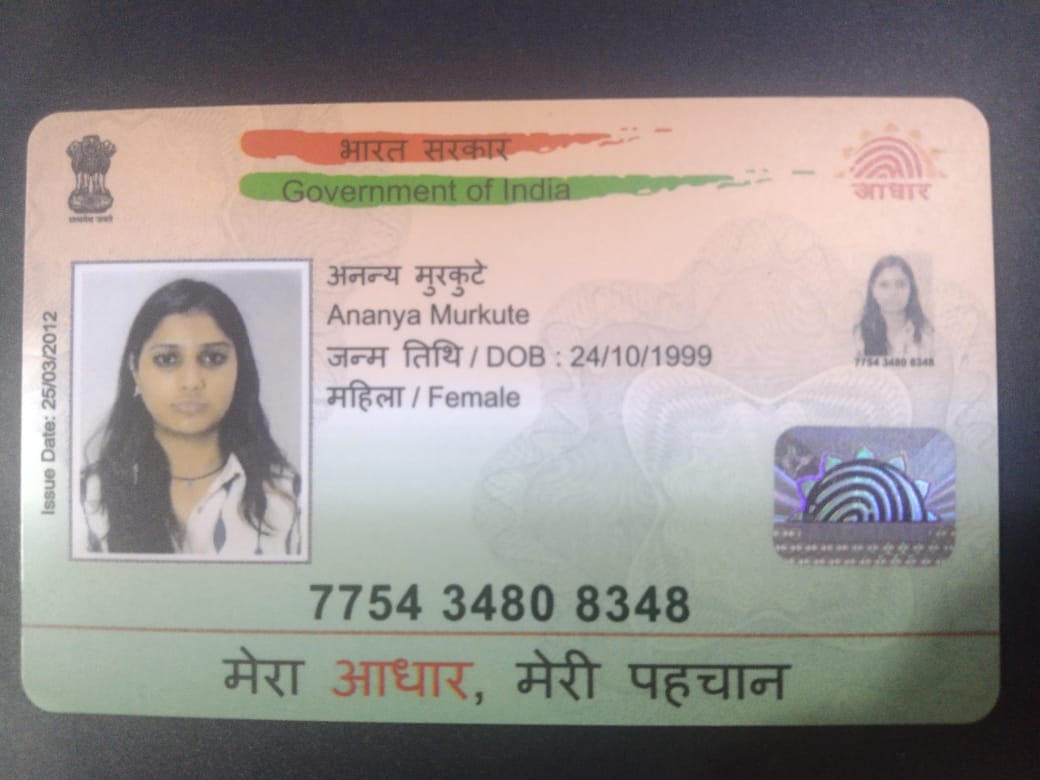 भारत सरकार
Government of India
आधार
सत्यमेव जयते
अनन्य मुरकुटे
Ananya Murkute
जन्म तिथि / DOB : 24/10/1999
महिला / Female
Issue Date: 25/03/2012
7754 3480 8348
7754 3480 8348
मेरा आधार, मेरी पहचान